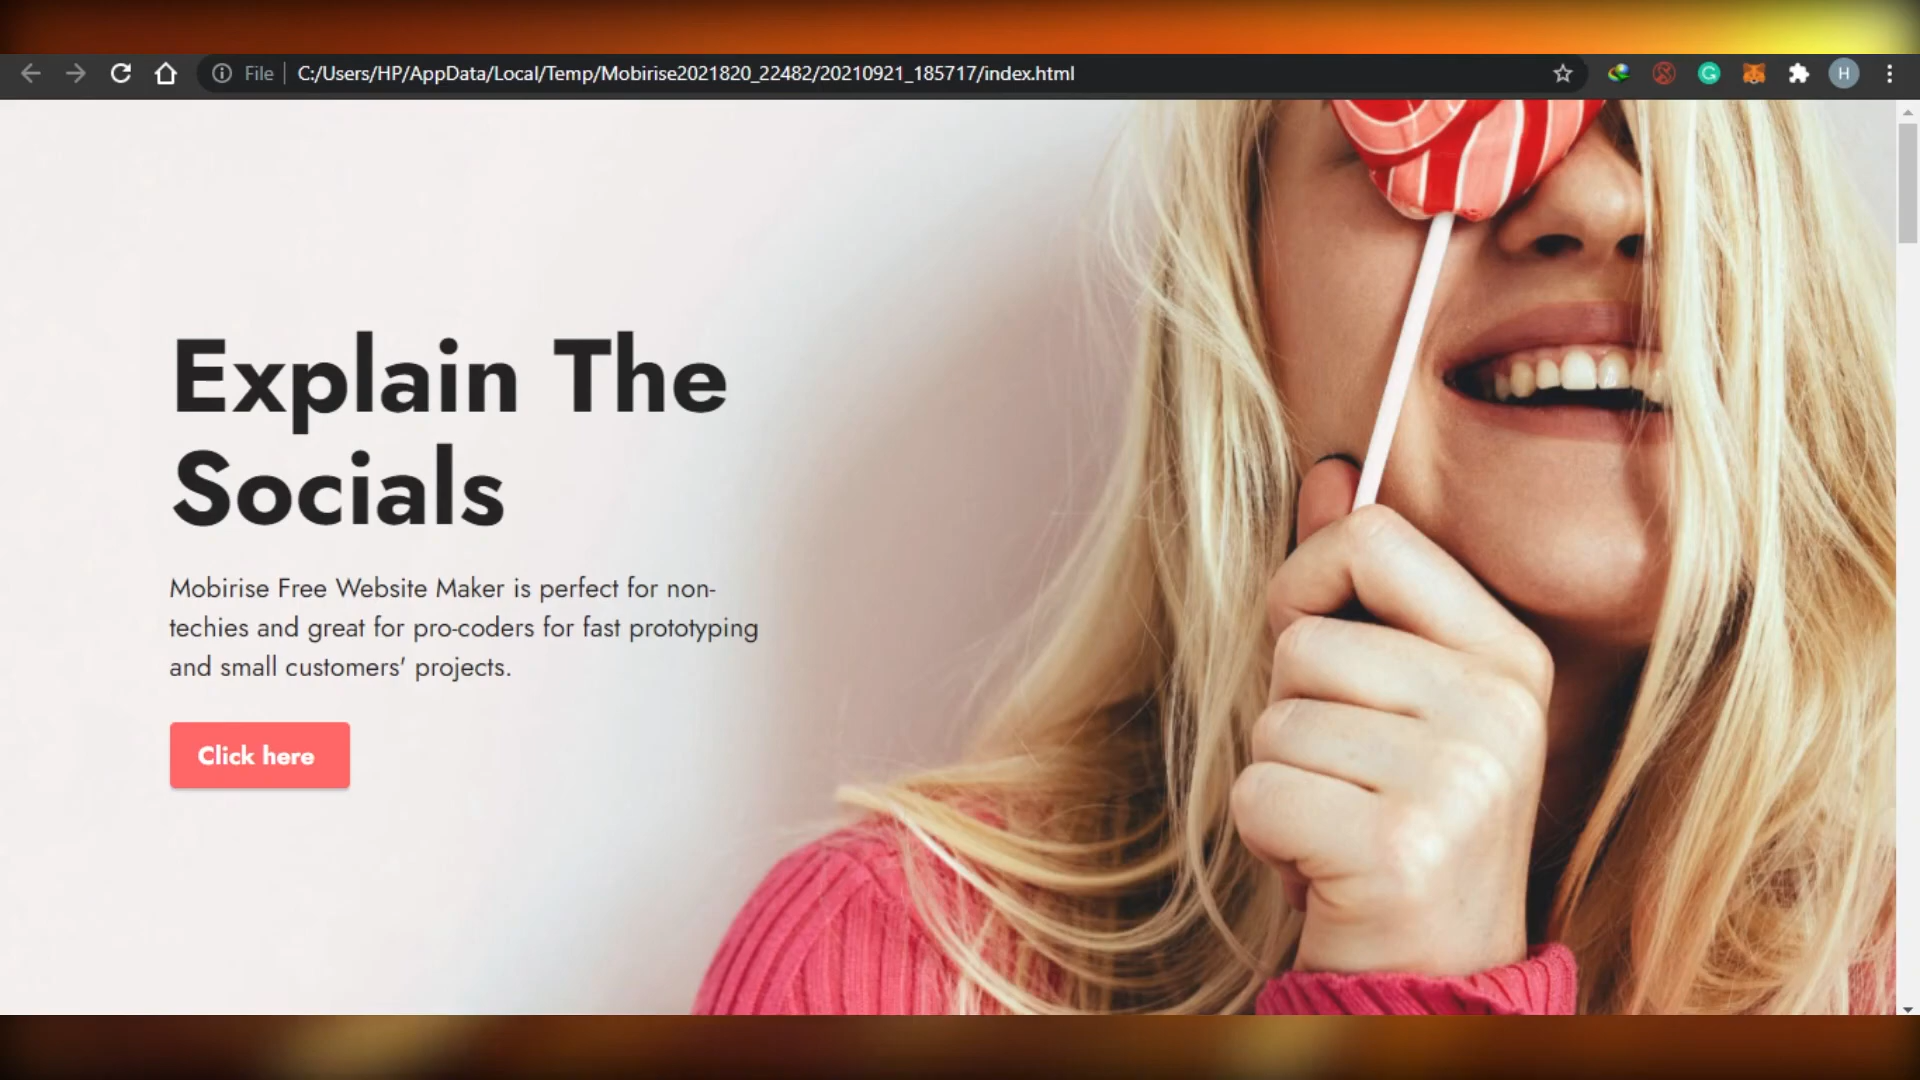 File C:/Users/HP/AppData/Local/Temp/Mobirise2021820_22482/20210921_185717/index.html
H
Explain The
Socials
Mobirise Free Website Maker is perfect for non-
techies and great for pro-coders for fast prototyping
and small customers' projects.
Click here